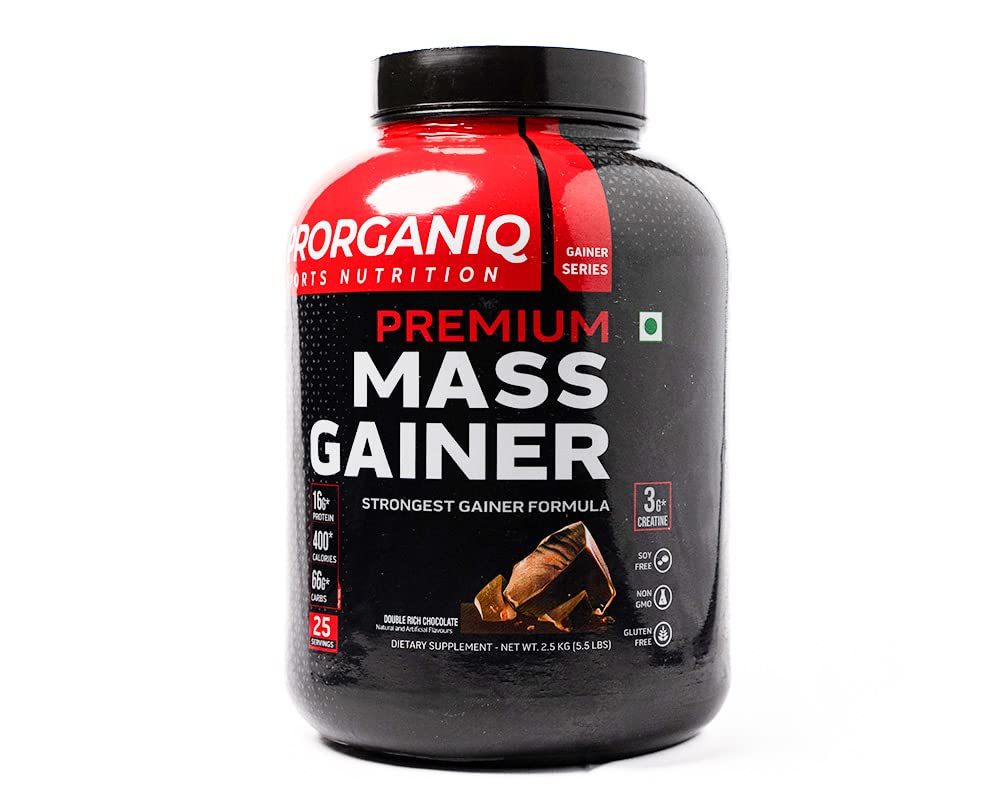 PRORGANIQ
SPORTS NUTRITION
GAINER
SERIES
PREMIUM
MASS
GAINER
STRONGEST GAINER FORMULA
16G*
PROTEIN
400*
CALORIES
66G*
CARBS
25
SERVINGS
3G*
CREATINE
SOY
FREE
NON
GMO
GLUTEN
FREE
DOUBLE RICH CHOCOLATE
Natural and Artificial Flavours
DIETARY SUPPLEMENT - NET WT. 2.5 KG (5.5 LBS)